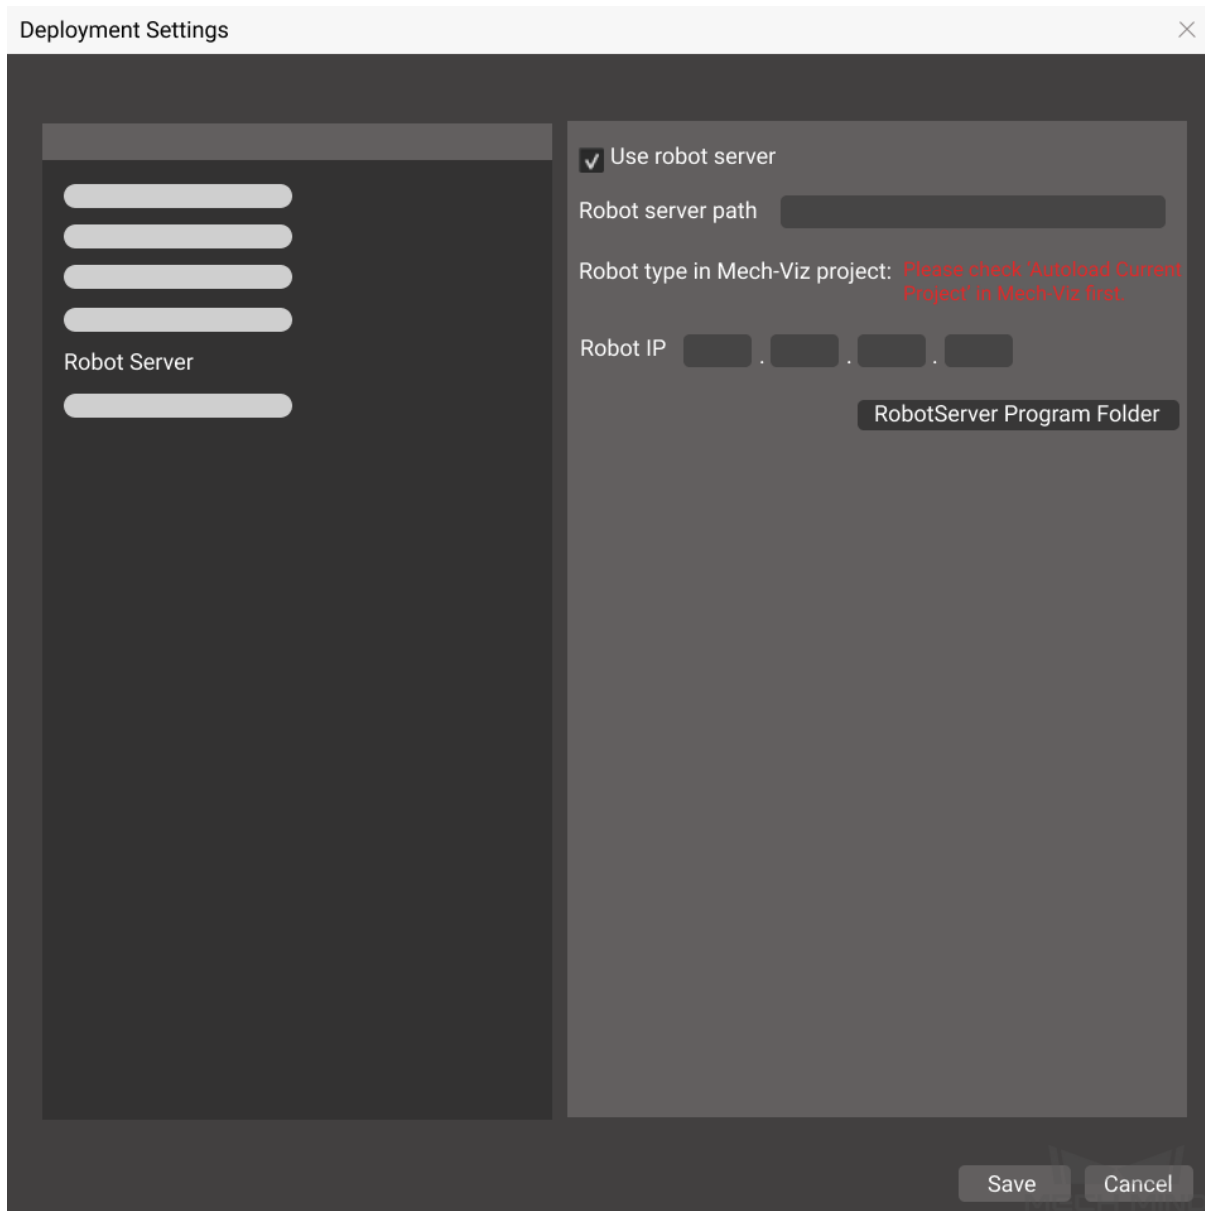 Deployment Settings
Use robot server
Robot server path
Robot type in Mech-Viz project: Please check 'Autoload Current
Project' in Mech-Viz first.
Robot IP . . .
Robot Server
RobotServer Program Folder
Save Cancel